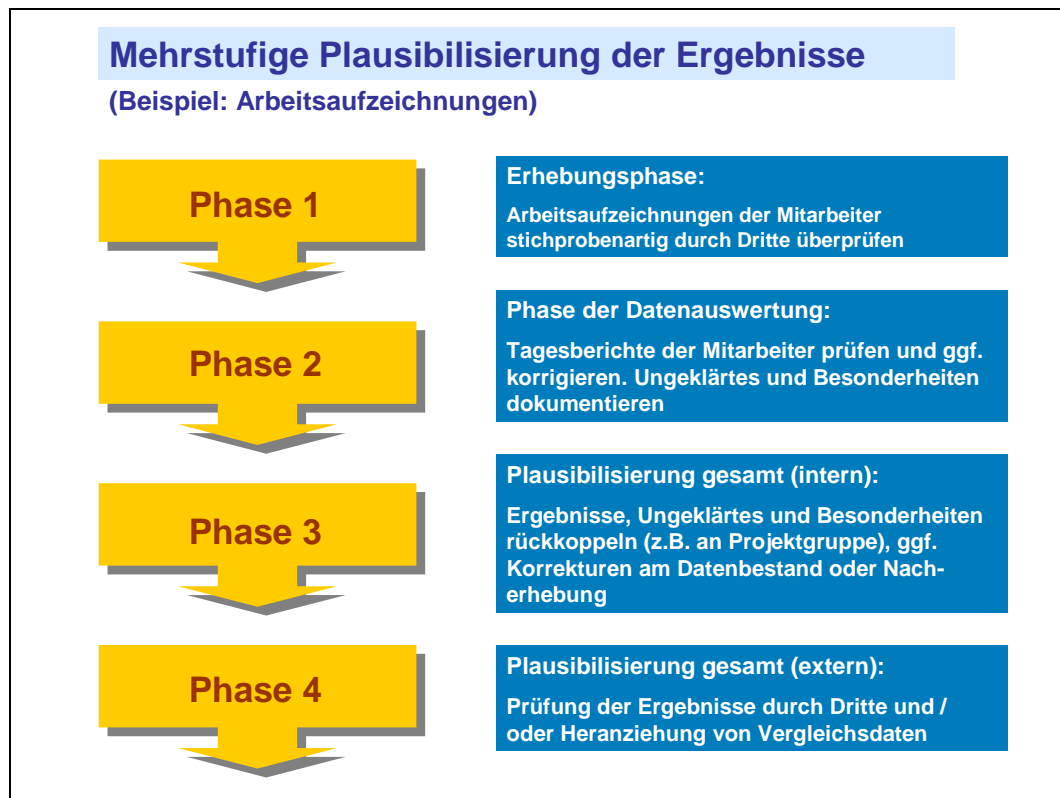 Mehrstufige Plausibilisierung der Ergebnisse
(Beispiel: Arbeitsaufzeichnungen)
Phase 1
Erhebungsphase:
Arbeitsaufzeichnungen der Mitarbeiter
stichprobenartig durch Dritte überprüfen
Phase 2
Phase der Datenauswertung:
Tagesberichte der Mitarbeiter prüfen und ggf.
korrigieren. Ungeklärtes und Besonderheiten
dokumentieren
Phase 3
Plausibilisierung gesamt (intern):
Ergebnisse, Ungeklärtes und Besonderheiten
rückkoppeln (z.B. an Projektgruppe), ggf.
Korrekturen am Datenbestand oder Nach-
erhebung
Phase 4
Plausibilisierung gesamt (extern):
Prüfung der Ergebnisse durch Dritte und /
oder Heranziehung von Vergleichsdaten